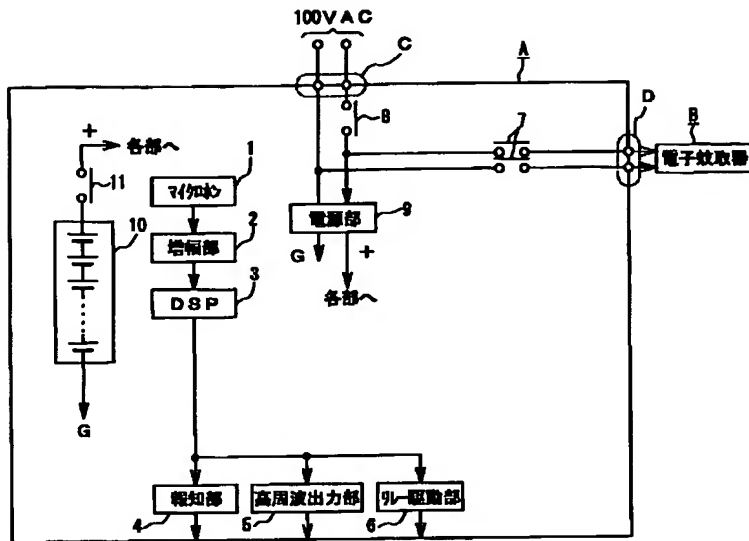 100VAC
C
A
8
7
D
B
電子蚊取器
+
各部へ
11
1
マイクロホン
10
2
増幅部
3
DSP
電源部
9
G
+
各部へ
G
報知部
4
高周波出力部
5
リレー駆動部
6